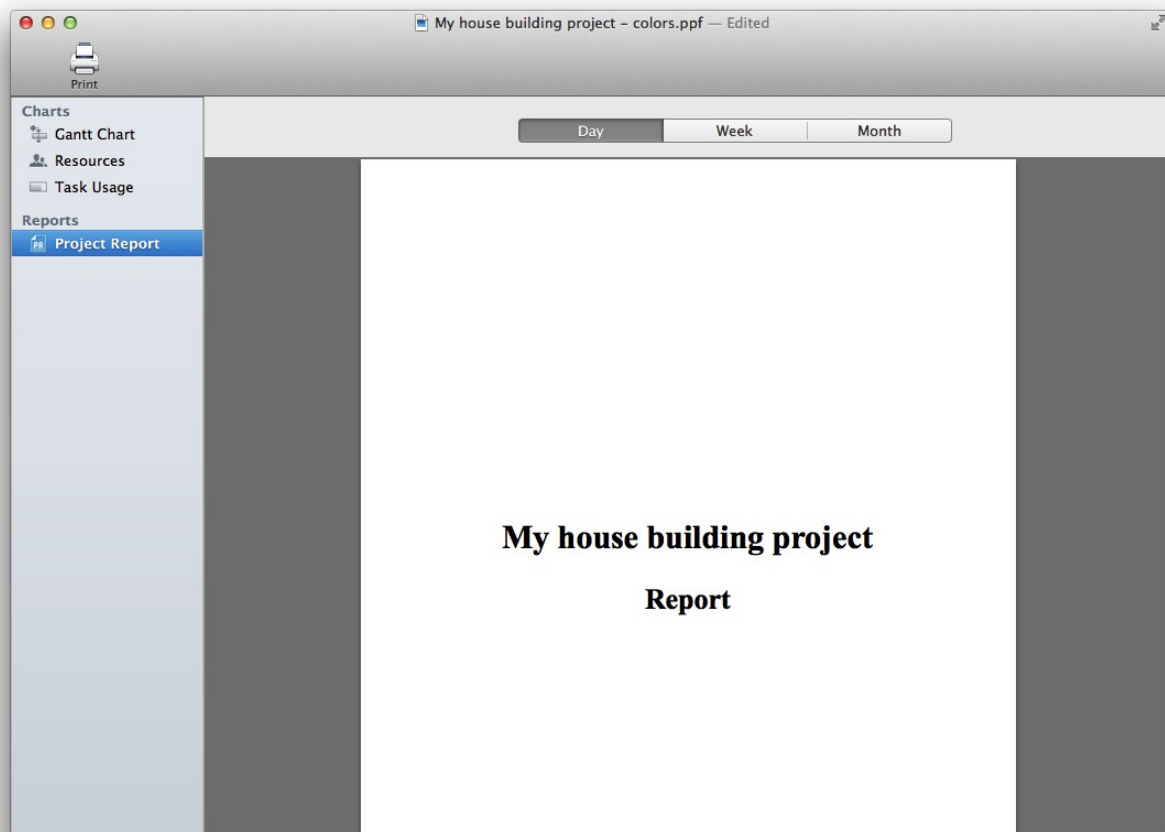 My house building project – colors.ppf — Edited
Print
Charts
Gantt Chart
Resources
Task Usage
Reports
PR Project Report
Day Week Month
My house building project
Report